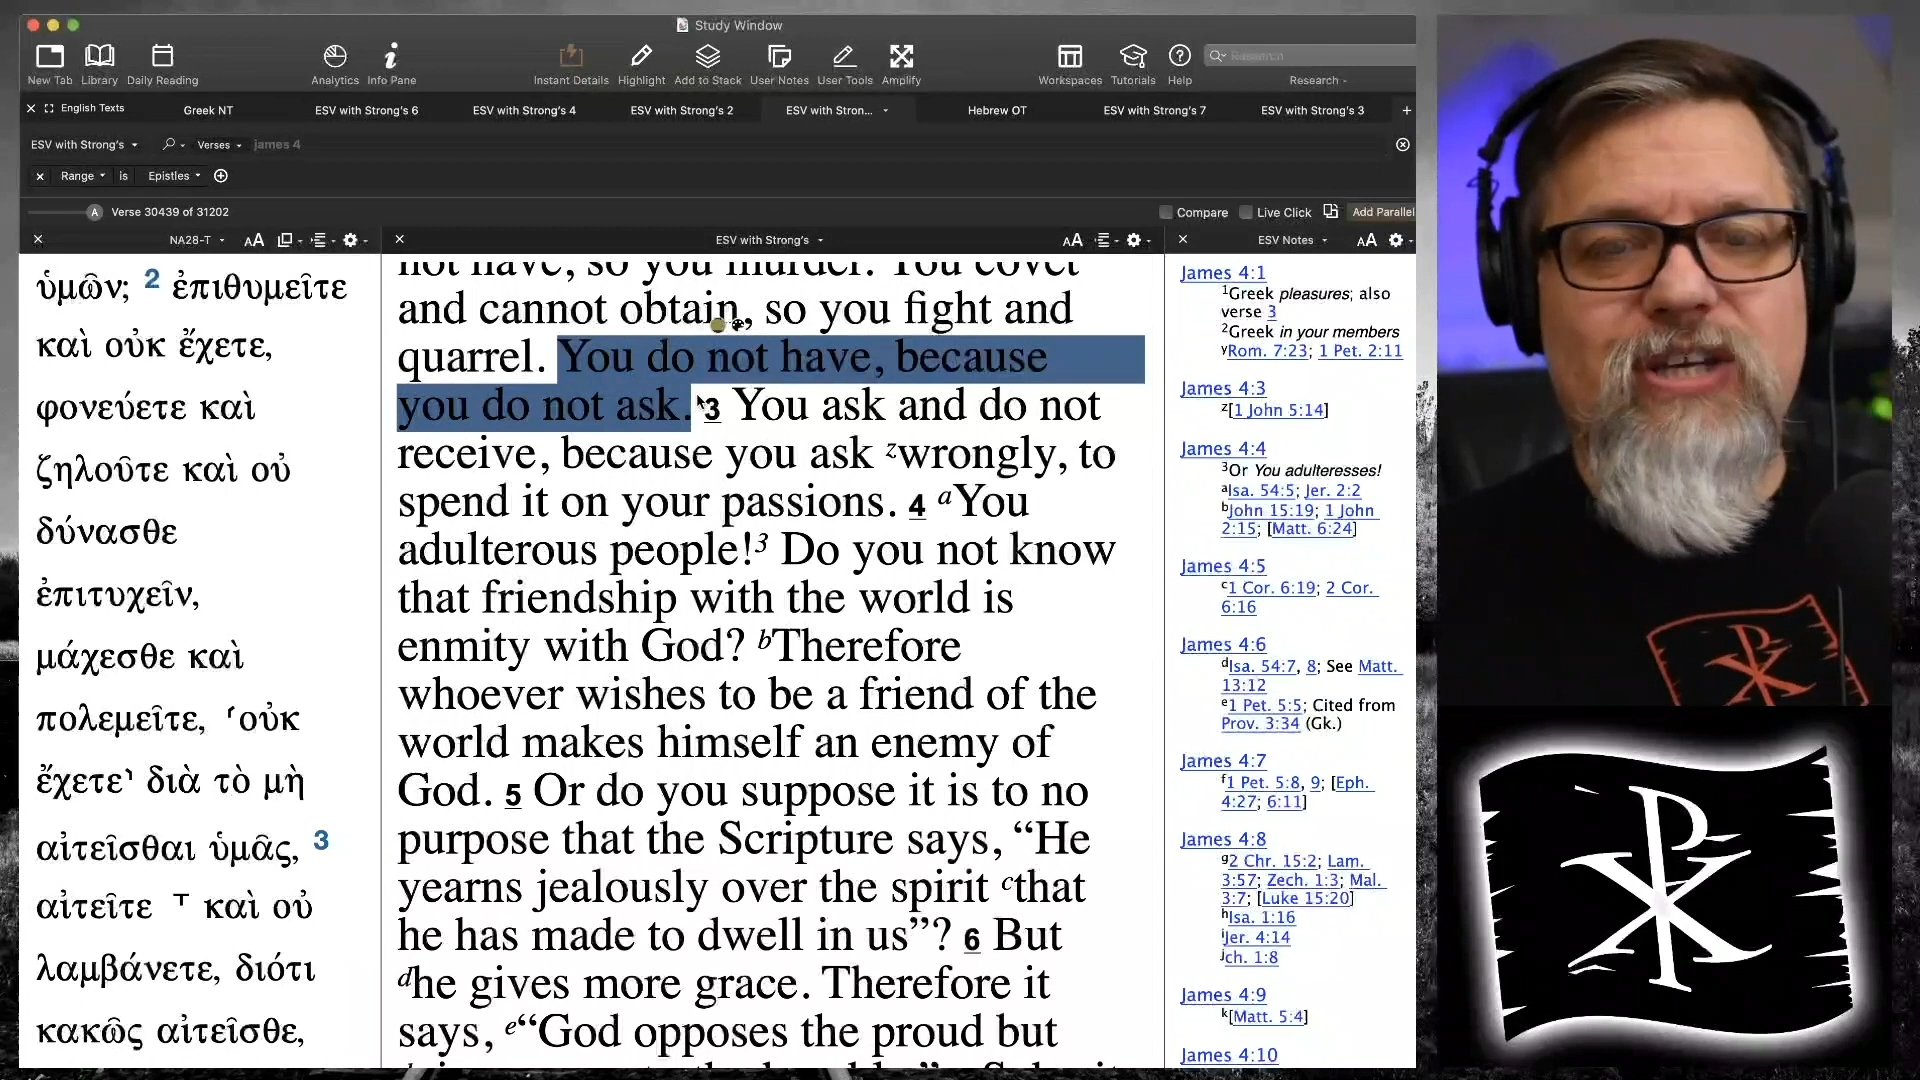 Study Window
New Tab Library Daily Reading Analytics Info Pane Instant Details Highlight Add to Stack User Notes User Tools Amplify Workspaces Tutorials Help Research
Research
English Texts Greek NT ESV with Strong's 6 ESV with Strong's 4 ESV with Strong's 2 ESV with Stron... Hebrew OT ESV with Strong's 7 ESV with Strong's 3
ESV with Strong's Verses james 4
Range is Epistles
A Verse 30439 of 31202 Compare Live Click Add Parallel
NA28-T
ὑμῶν; 2 ἐπιθυμεῖτε
καὶ οὐκ ἔχετε,
φονεύετε καὶ
ζηλοῦτε καὶ οὐ
δύνασθε
ἐπιτυχεῖν,
μάχεσθε καὶ
πολεμεῖτε, ⸂οὐκ
ἔχετε⸃ διὰ τὸ μὴ
αἰτεῖσθαι ὑμᾶς, 3
αἰτεῖτε ⸆ καὶ οὐ
λαμβάνετε, διότι
κακῶς αἰτεῖσθε,
ESV with Strong's
not have, so you murder. You covet
and cannot obtain, so you fight and
quarrel. You do not have, because
you do not ask. 3 You ask and do not
receive, because you ask zwrongly, to
spend it on your passions. 4 aYou
adulterous people!3 Do you not know
that friendship with the world is
enmity with God? bTherefore
whoever wishes to be a friend of the
world makes himself an enemy of
God. 5 Or do you suppose it is to no
purpose that the Scripture says, “He
yearns jealously over the spirit cthat
he has made to dwell in us”? 6 But
dhe gives more grace. Therefore it
says, e“God opposes the proud but
ESV Notes
James 4:1
1Greek pleasures; also
verse 3
2Greek in your members
yRom. 7:23; 1 Pet. 2:11
James 4:3
z[1 John 5:14]
James 4:4
3Or You adulteresses!
aIsa. 54:5; Jer. 2:2
bJohn 15:19; 1 John
2:15; [Matt. 6:24]
James 4:5
c1 Cor. 6:19; 2 Cor.
6:16
James 4:6
dIsa. 54:7, 8; See Matt.
13:12
e1 Pet. 5:5; Cited from
Prov. 3:34 (Gk.)
James 4:7
f1 Pet. 5:8, 9; [Eph.
4:27; 6:11]
James 4:8
g2 Chr. 15:2; Lam.
3:57; Zech. 1:3; Mal.
3:7; [Luke 15:20]
hIsa. 1:16
iJer. 4:14
jch. 1:8
James 4:9
k[Matt. 5:4]
James 4:10